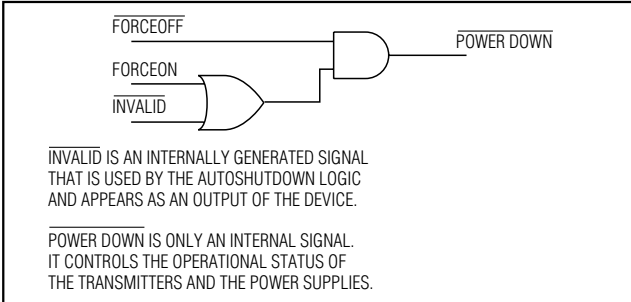 FORCEOFF
POWER DOWN
FORCEON
INVALID
INVALID IS AN INTERNALLY GENERATED SIGNAL
THAT IS USED BY THE AUTOSHUTDOWN LOGIC
AND APPEARS AS AN OUTPUT OF THE DEVICE.
POWER DOWN IS ONLY AN INTERNAL SIGNAL.
IT CONTROLS THE OPERATIONAL STATUS OF
THE TRANSMITTERS AND THE POWER SUPPLIES.